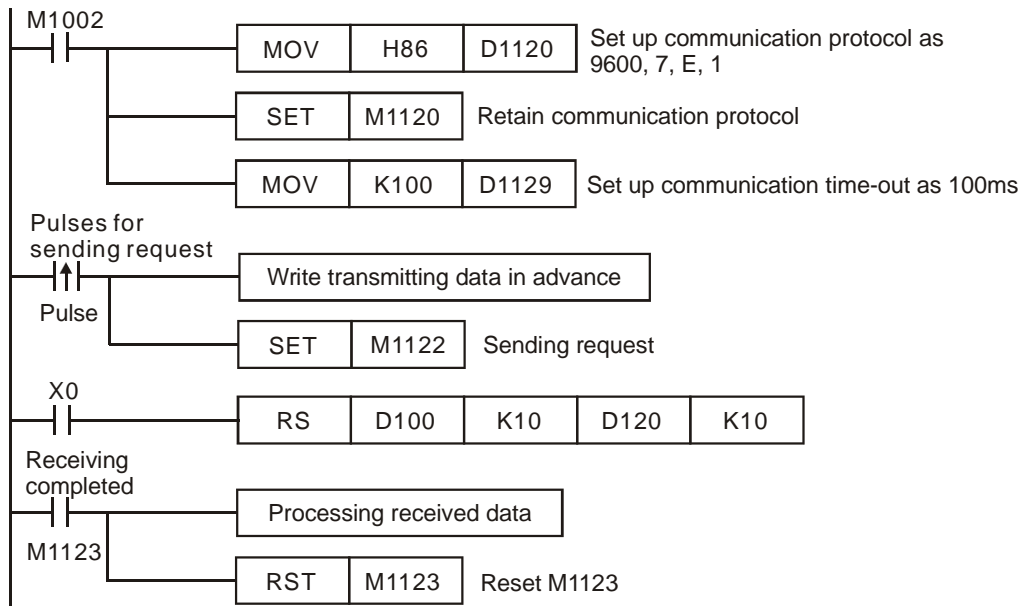 M1002
MOV H86 D1120 Set up communication protocol as
9600, 7, E, 1
SET M1120 Retain communication protocol
MOV K100 D1129 Set up communication time-out as 100ms
Pulses for
sending request
Write transmitting data in advance
Pulse
SET M1122 Sending request
X0
RS D100 K10 D120 K10
Receiving
completed
Processing received data
M1123
RST M1123 Reset M1123